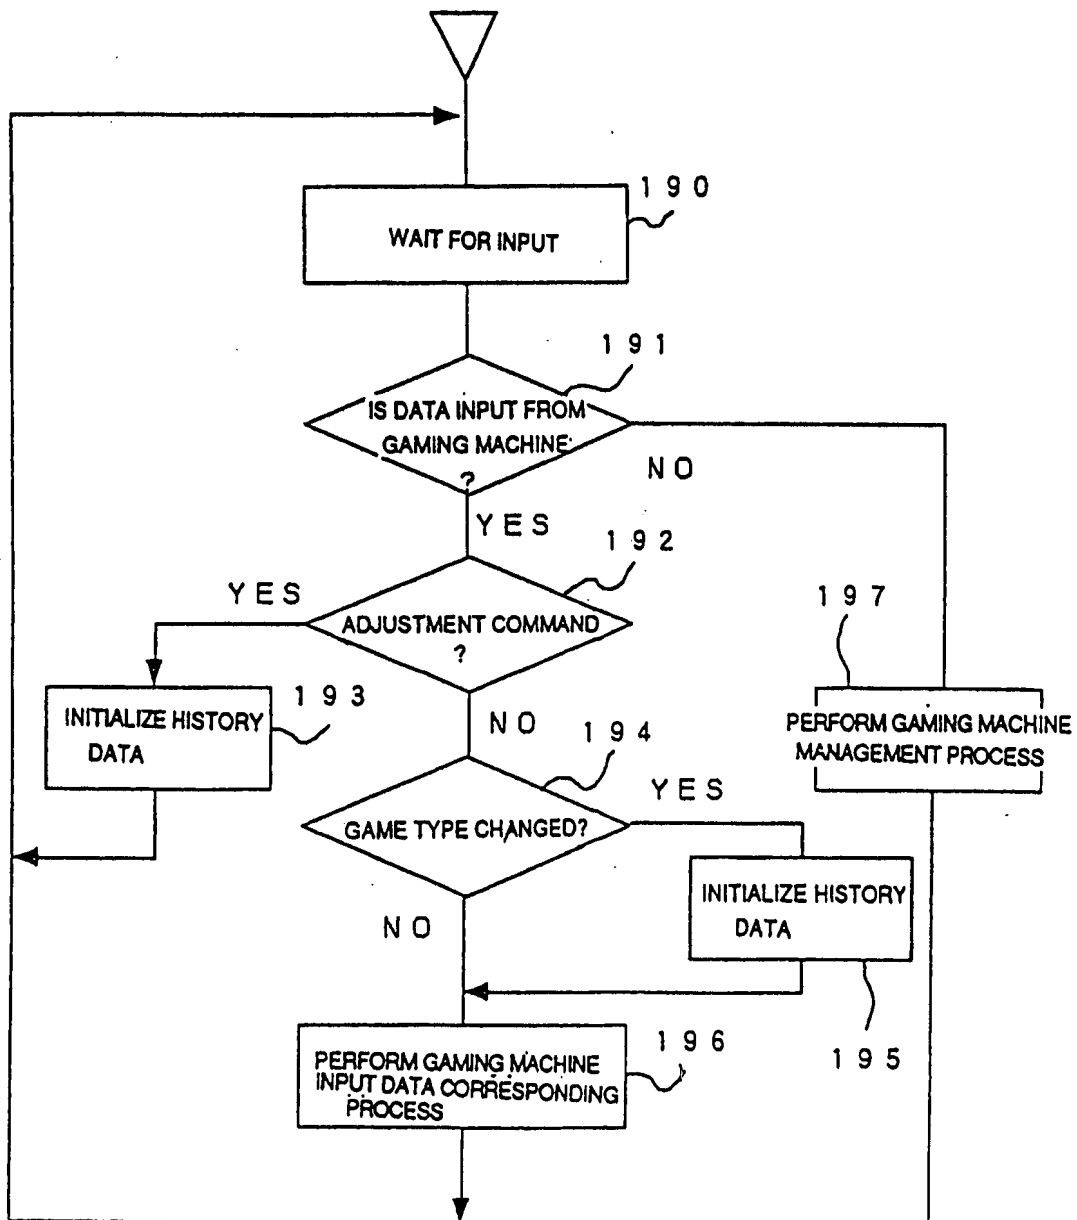 190
WAIT FOR INPUT
191
IS DATA INPUT FROM
GAMING MACHINE
?
NO
YES
192
YES
ADJUSTMENT COMMAND
?
197
193
INITIALIZE HISTORY
DATA
NO
194
PERFORM GAMING MACHINE
MANAGEMENT PROCESS
YES
GAME TYPE CHANGED?
INITIALIZE HISTORY
DATA
NO
196
195
PERFORM GAMING MACHINE
INPUT DATA CORRESPONDING
PROCESS